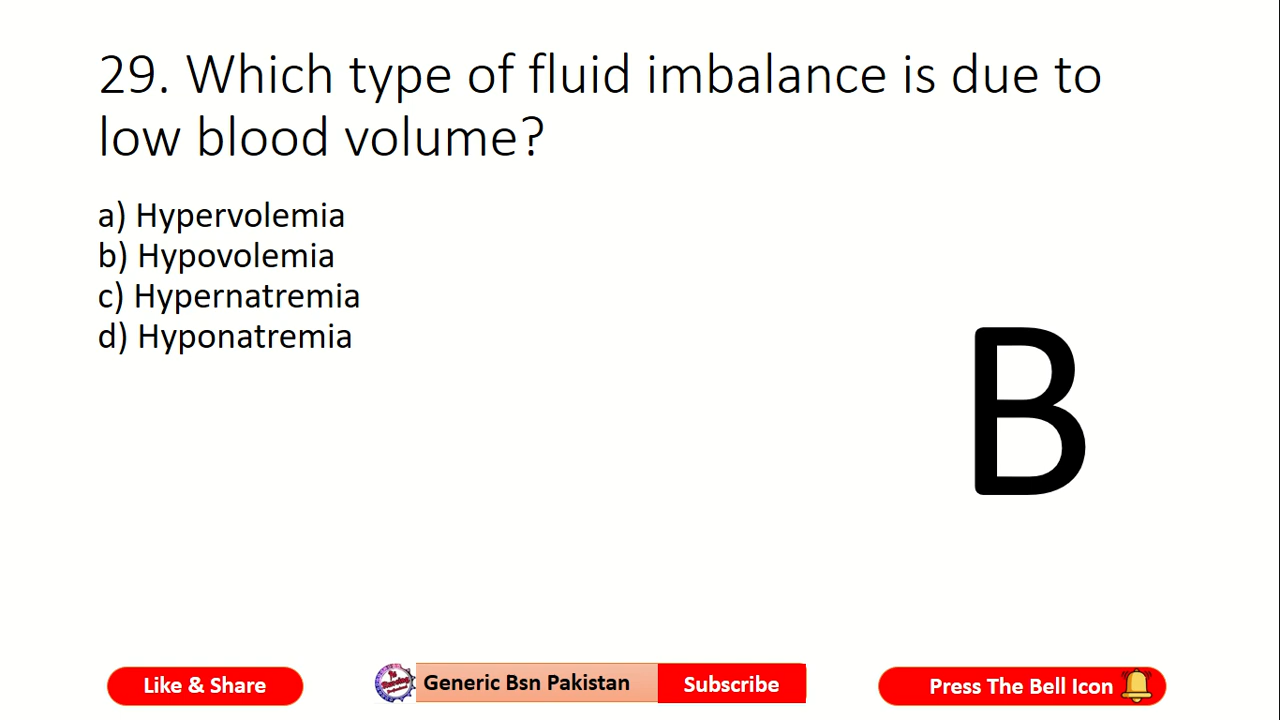 29. Which type of fluid imbalance is due to
low blood volume?
a) Hypervolemia
b) Hypovolemia
c) Hypernatremia
d) Hyponatremia
B
Like & Share
Generic Bsn Pakistan
Subscribe
Press The Bell Icon